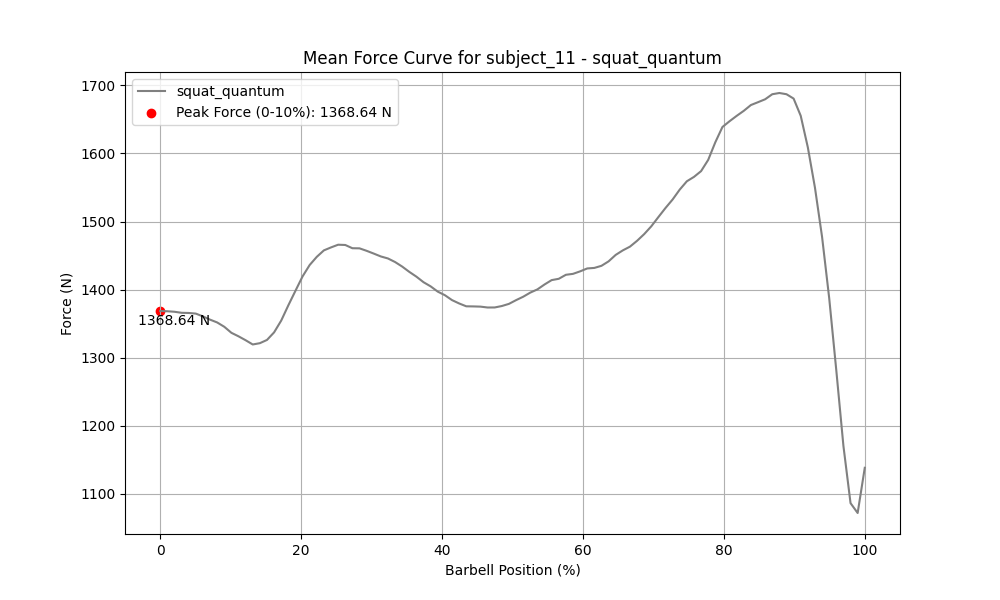 Mean Force Curve for subject_11 - squat_quantum
squat_quantum
Peak Force (0-10%): 1368.64 N
1700
1600
1500
1400
1300
1200
1100
Force (N)
1368.64 N
0 20 40 60 80 100
Barbell Position (%)